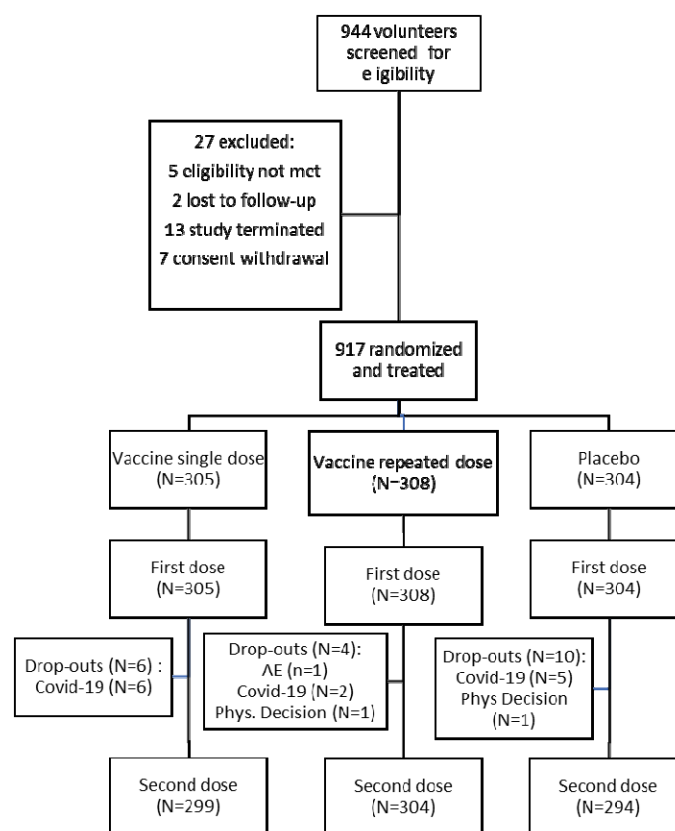 944 volunteers
screened for
e igibility
27 excluded:
5 eligibility not mct
2 lost to follow-up
13 study terminated
7 consent withdrawal
917 randomized
and treated
Vaccine single dose
(N=305)
Vaccine repeated dose
(N=308)
Placebo
(N=304)
First dose
(N=305)
First dose
(N=308)
First dose
(N=304)
Drop-outs (N=6) :
Covid-19 (N=6)
Drop-outs (N=4):
AE (n=1)
Covid-19 (N=2)
Phys. Decision (N=1)
Drop-outs (N=10):
Covid-19 (N=5)
Phys Decision
(N=1)
Second dose
(N=299)
Second dose
(N=304)
Second dose
(N=294)